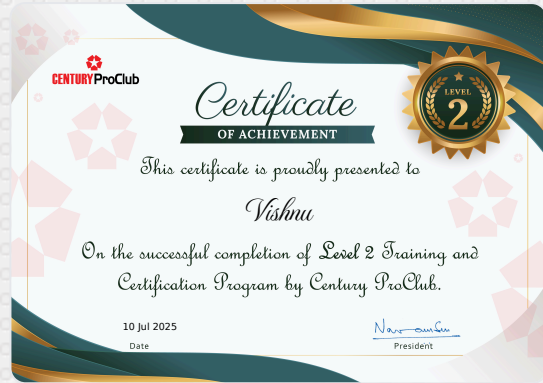 CENTURY ProClub
LEVEL
2
Certificate
OF ACHIEVEMENT
This certificate is proudly presented to
Vishnu
On the successful completion of Level 2 Training and
Certification Program by Century ProClub.
10 Jul 2025
Date
President